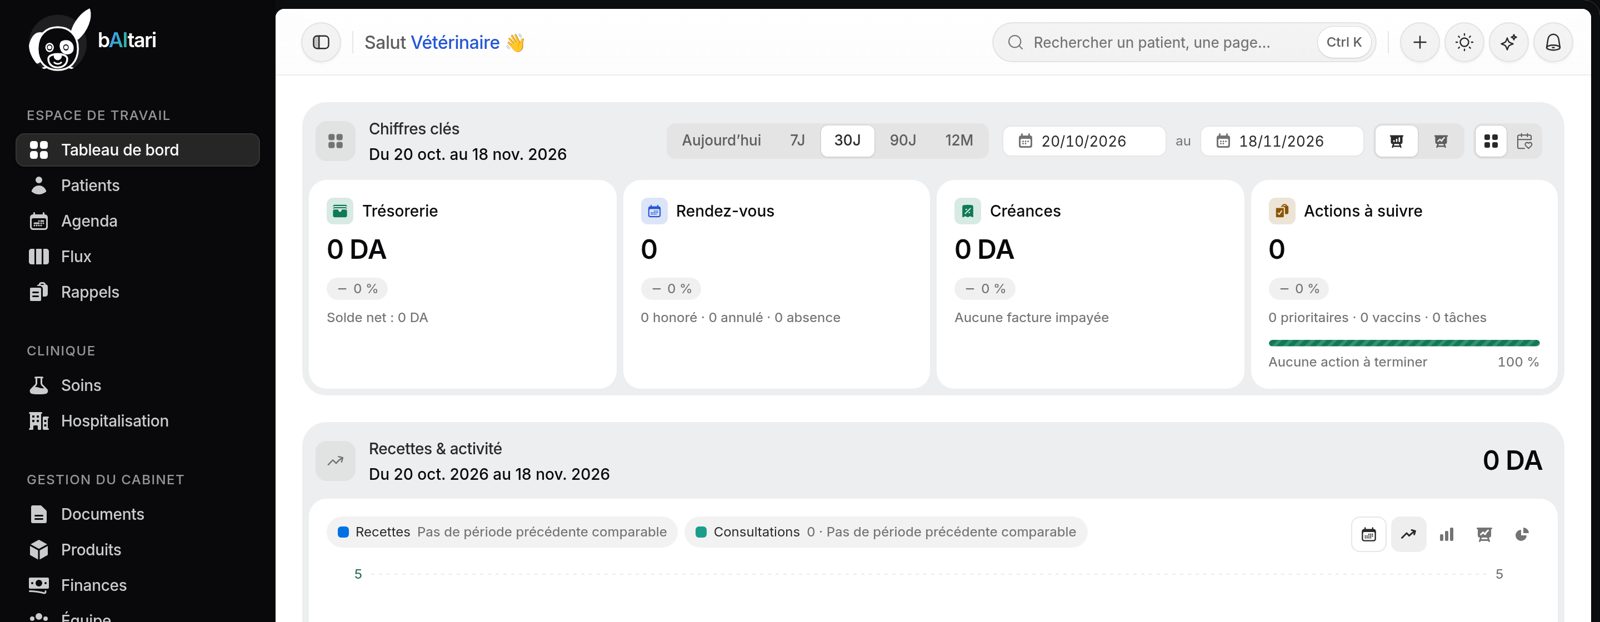 bAItari
Salut Vétérinaire 👋
Rechercher un patient, une page...
Ctrl K
ESPACE DE TRAVAIL
Tableau de bord
Patients
Agenda
Flux
Rappels
CLINIQUE
Soins
Hospitalisation
GESTION DU CABINET
Documents
Produits
Finances
Équipe
Chiffres clés
Du 20 oct. au 18 nov. 2026
Aujourd’hui 7J 30J 90J 12M
20/10/2026 au 18/11/2026
Trésorerie
0 DA
– 0 %
Solde net : 0 DA
Rendez-vous
0
– 0 %
0 honoré · 0 annulé · 0 absence
Créances
0 DA
– 0 %
Aucune facture impayée
Actions à suivre
0
– 0 %
0 prioritaires · 0 vaccins · 0 tâches
Aucune action à terminer 100 %
Recettes & activité
Du 20 oct. 2026 au 18 nov. 2026
0 DA
Recettes Pas de période précédente comparable
Consultations 0 · Pas de période précédente comparable
5 5